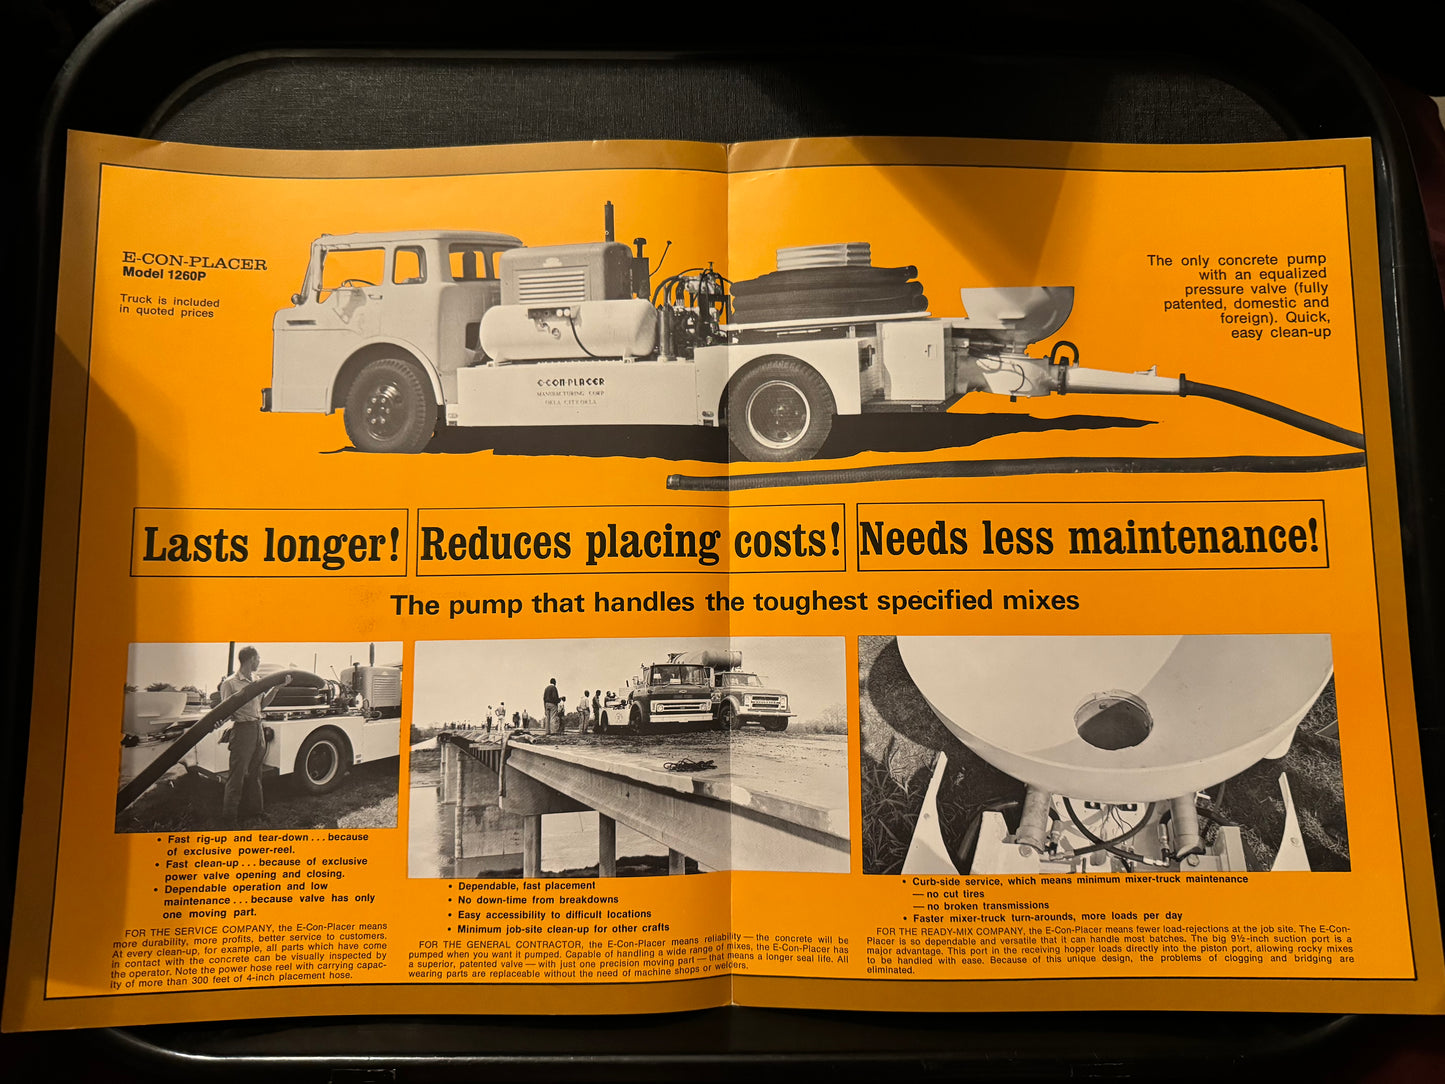 E-CON-PLACER
Model 1260P
Truck is included
in quoted prices
The only concrete pump
with an equalized
pressure valve (fully
patented, domestic and
foreign). Quick,
easy clean-up
E-CON-PLACER
MANUFACTURING CORP
OKLA CITY, OKLA.
Lasts longer!
Reduces placing costs!
Needs less maintenance!
The pump that handles the toughest specified mixes
• Fast rig-up and tear-down . . . because
of exclusive power-reel.
• Fast clean-up . . . because of exclusive
power valve opening and closing.
• Dependable operation and low
maintenance . . . because valve has only
one moving part.
FOR THE SERVICE COMPANY, the E-Con-Placer means
more durability, more profits, better service to customers.
At every clean-up, for example, all parts which have come
in contact with the concrete can be visually inspected by
the operator. Note the power hose reel with carrying capac-
ity of more than 300 feet of 4-inch placement hose.
• Dependable, fast placement
• No down-time from breakdowns
• Easy accessibility to difficult locations
• Minimum job-site clean-up for other crafts
FOR THE GENERAL CONTRACTOR, the E-Con-Placer means reliability — the concrete will be
pumped when you want it pumped. Capable of handling a wide range of mixes, the E-Con-Placer has
a superior, patented valve — with just one precision moving part — that means a longer seal life. All
wearing parts are replaceable without the need of machine shops or welders.
• Curb-side service, which means minimum mixer-truck maintenance
— no cut tires
— no broken transmissions
• Faster mixer-truck turn-arounds, more loads per day
FOR THE READY-MIX COMPANY, the E-Con-Placer means fewer load-rejections at the job site. The E-Con-
Placer is so dependable and versatile that it can handle most batches. The big 9½-inch suction port is a
major advantage. This port in the receiving hopper loads directly into the piston port, allowing rocky mixes
to be handled with ease. Because of this unique design, the problems of clogging and bridging are
eliminated.